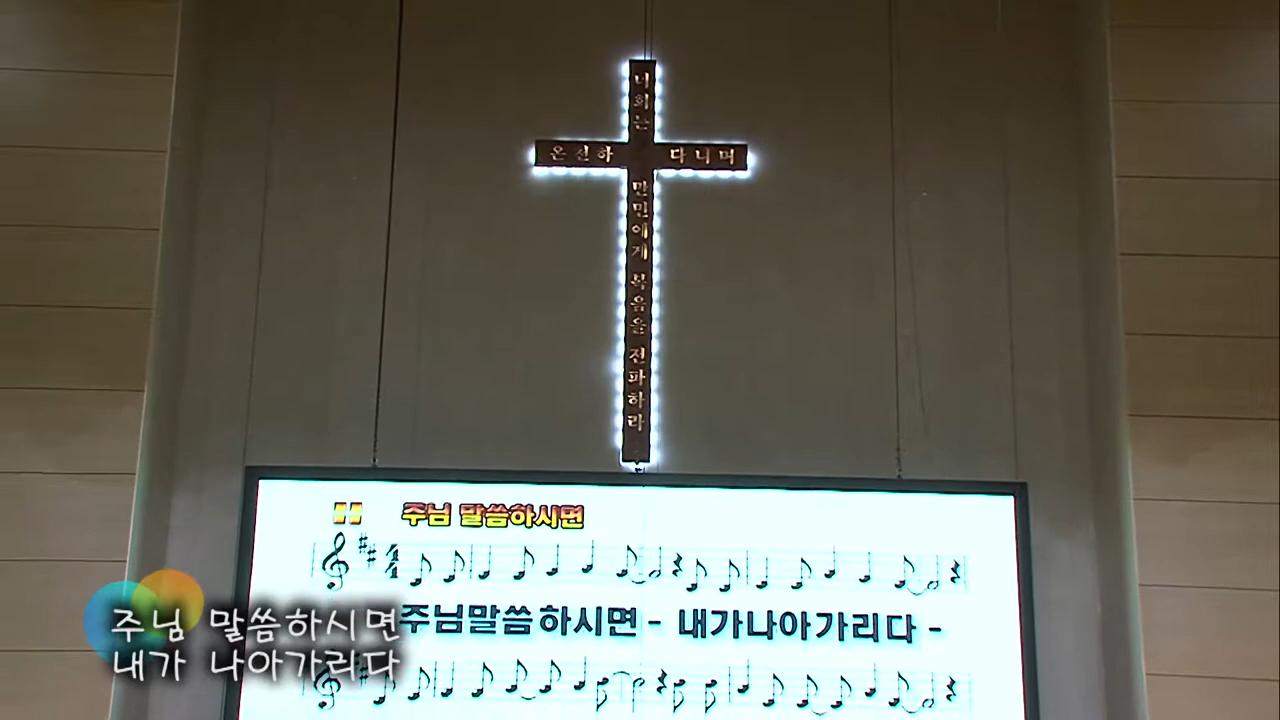 너희는
온 천하 다니며
만민에게 복음을 전파하라
주님 말씀하시면
주님말씀 하시면 - 내가나아가리다 -
주님 말씀하시면
내가 나아가리다